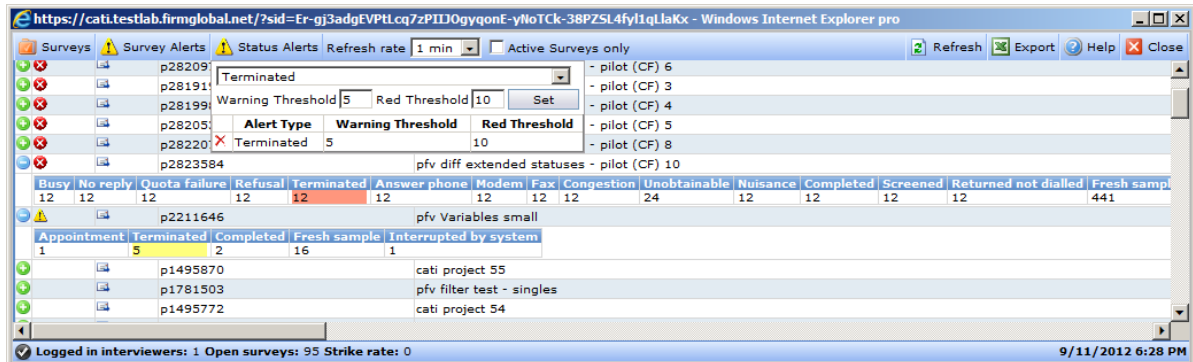 https://cati.testlab.firmglobal.net/?sid=Er-gj3adgEVPtLcq7zPIIJOgyqonE-yNoTCk-38PZSL4fyl1qLlaKx - Windows Internet Explorer pro
Surveys Survey Alerts Status Alerts Refresh rate 1 min Active Surveys only Refresh Export Help Close
p28209 - pilot (CF) 6
Terminated
p28191 - pilot (CF) 3
Warning Threshold 5 Red Threshold 10 Set
p28199 - pilot (CF) 4
p28205 Alert Type Warning Threshold Red Threshold - pilot (CF) 5
p28220 Terminated 5 10 - pilot (CF) 8
p2823584 pfv diff extended statuses - pilot (CF) 10
Busy No reply Quota failure Refusal Terminated Answer phone Modem Fax Congestion Unobtainable Nuisance Completed Screened Returned not dialled Fresh sampl
12 12 12 12 12 12 12 12 12 24 12 12 12 12 441
p2211646 pfv Variables small
Appointment Terminated Completed Fresh sample Interrupted by system
1 5 2 16 1
p1495870 cati project 55
p1781503 pfv filter test - singles
p1495772 cati project 54
Logged in interviewers: 1 Open surveys: 95 Strike rate: 0 9/11/2012 6:28 PM